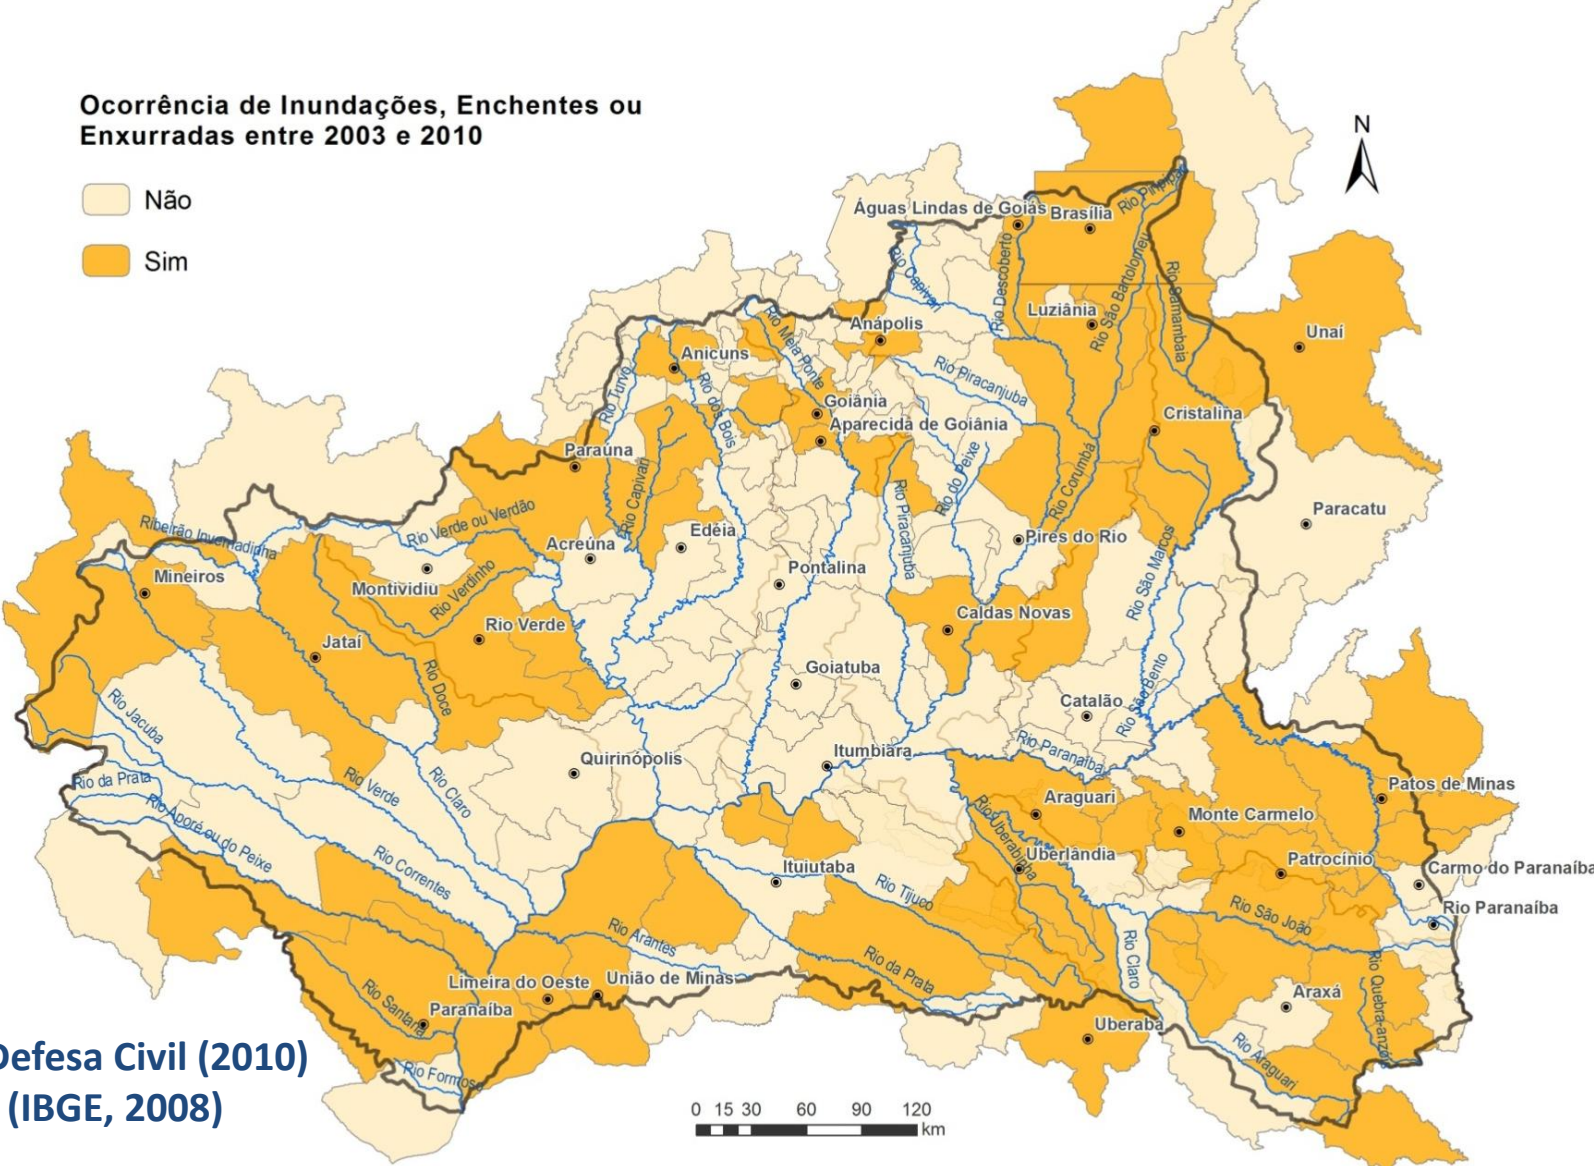 Ocorrência de Inundações, Enchentes ou
Enxurradas entre 2003 e 2010
Não
Sim
N
Águas Lindas de Goiás
Brasília
Rio Pipiripau
Rio Capivari
Rio Descoberto
Rio São Bartolomeu
Rio Samambaia
Luziânia
Unaí
Anápolis
Rio Meia Ponte
Anicuns
Rio Turvo
Rio dos Bois
Rio Piracanjuba
Goiânia
Aparecida de Goiânia
Cristalina
Paraúna
Rio Capivari
Rio do Peixe
Rio Corumbá
Rio Piracanjuba
Paracatu
Ribeirão Invernadinha
Rio Verde ou Verdão
Acreúna
Edéia
Pires do Rio
Rio São Marcos
Mineiros
Montividiu
Rio Verdinho
Pontalina
Rio Verde
Caldas Novas
Jataí
Rio Doce
Goiatuba
Catalão
Rio São Bento
Rio Jacuba
Quirinópolis
Itumbiara
Rio Paranaíba
Rio da Prata
Rio Verde
Rio Claro
Patos de Minas
Rio Aporé ou do Peixe
Araguari
Monte Carmelo
Rio Uberabinha
Rio Correntes
Ituiutaba
Uberlândia
Patrocínio
Carmo do Paranaíba
Rio Tijuco
Rio São João
Rio Paranaíba
Rio Arantes
Rio da Prata
Rio Claro
Rio Quebra-anzol
Limeira do Oeste
União de Minas
Araxá
Rio Santana
Paranaíba
Uberaba
Rio Araguari
Rio Formoso
Defesa Civil (2010)
(IBGE, 2008)
0 15 30 60 90 120
km